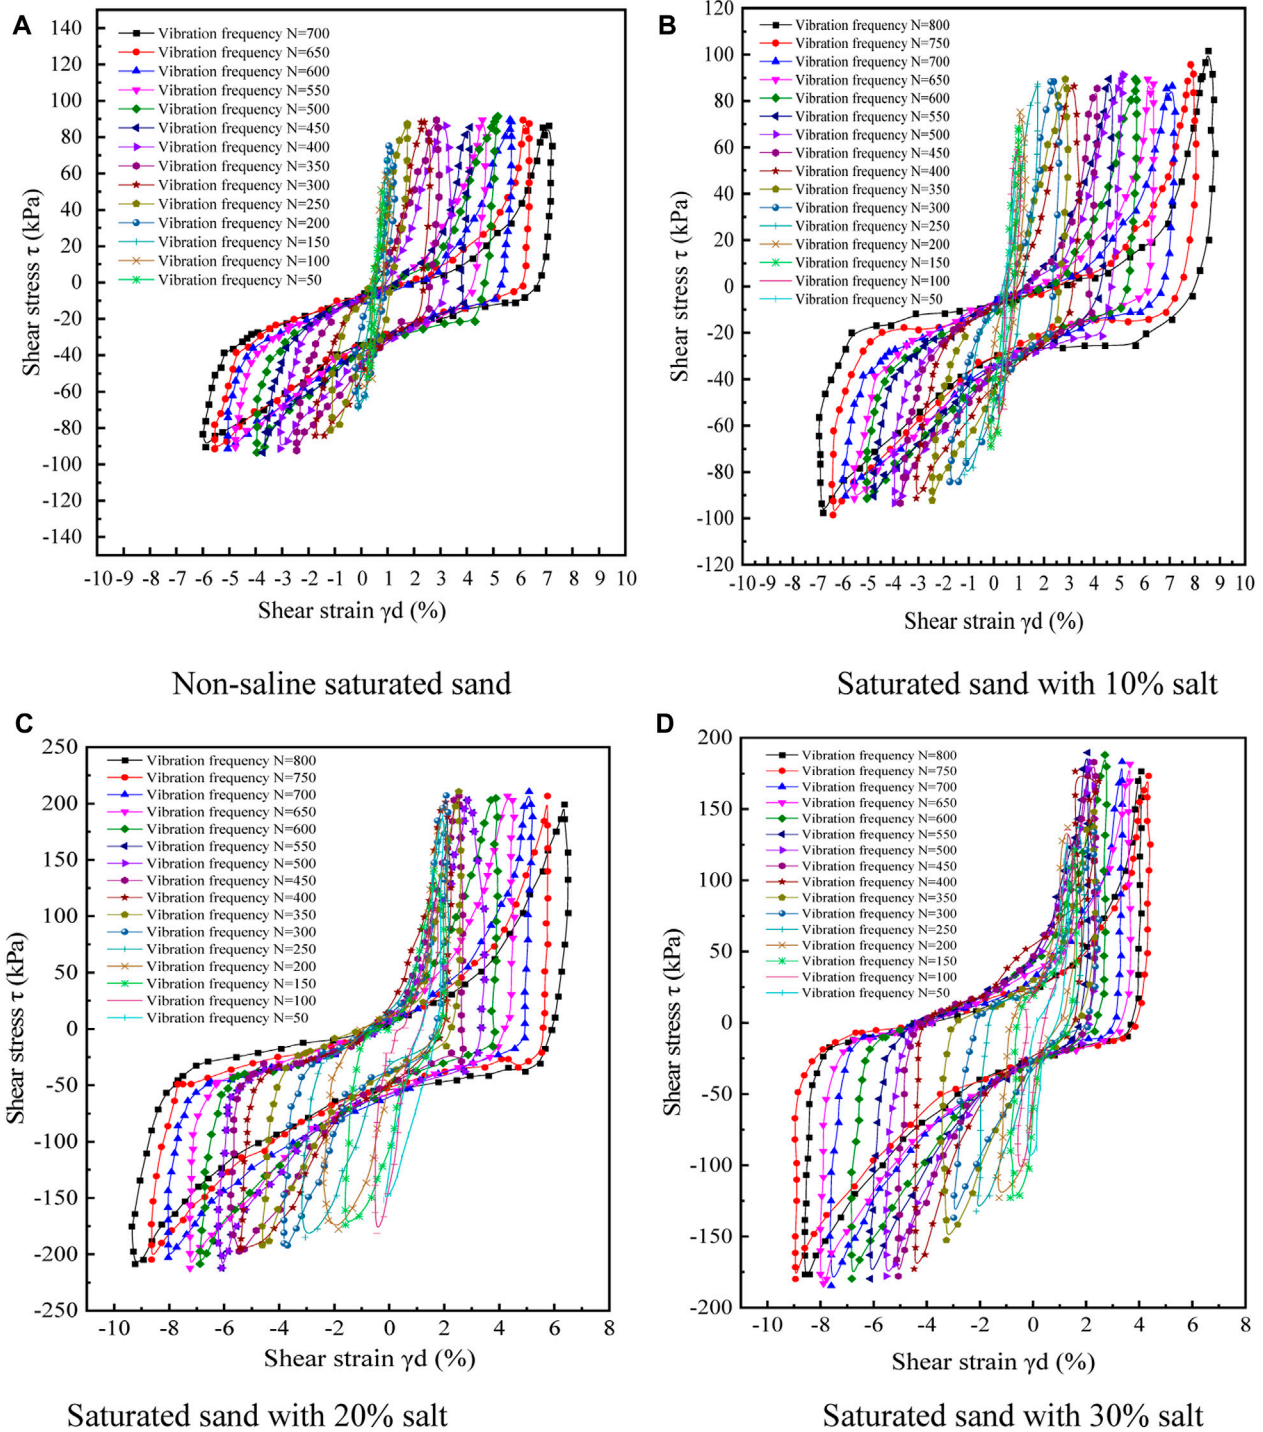 A
Shear stress τ (kPa)
140
120
100
80
60
40
20
0
-20
-40
-60
-80
-100
-120
-140
Vibration frequency N=700
Vibration frequency N=650
Vibration frequency N=600
Vibration frequency N=550
Vibration frequency N=500
Vibration frequency N=450
Vibration frequency N=400
Vibration frequency N=350
Vibration frequency N=300
Vibration frequency N=250
Vibration frequency N=200
Vibration frequency N=150
Vibration frequency N=100
Vibration frequency N=50
-10 -9 -8 -7 -6 -5 -4 -3 -2 -1 0 1 2 3 4 5 6 7 8 9 10
Shear strain γd (%)
Non-saline saturated sand
B
Shear stress τ (kPa)
120
100
80
60
40
20
0
-20
-40
-60
-80
-100
-120
Vibration frequency N=800
Vibration frequency N=750
Vibration frequency N=700
Vibration frequency N=650
Vibration frequency N=600
Vibration frequency N=550
Vibration frequency N=500
Vibration frequency N=450
Vibration frequency N=400
Vibration frequency N=350
Vibration frequency N=300
Vibration frequency N=250
Vibration frequency N=200
Vibration frequency N=150
Vibration frequency N=100
Vibration frequency N=50
-10 -9 -8 -7 -6 -5 -4 -3 -2 -1 0 1 2 3 4 5 6 7 8 9 10
Shear strain γd (%)
Saturated sand with 10% salt
C
Shear stress τ (kPa)
250
200
150
100
50
0
-50
-100
-150
-200
-250
Vibration frequency N=800
Vibration frequency N=750
Vibration frequency N=700
Vibration frequency N=650
Vibration frequency N=600
Vibration frequency N=550
Vibration frequency N=500
Vibration frequency N=450
Vibration frequency N=400
Vibration frequency N=350
Vibration frequency N=300
Vibration frequency N=250
Vibration frequency N=200
Vibration frequency N=150
Vibration frequency N=100
Vibration frequency N=50
-10 -8 -6 -4 -2 0 2 4 6 8
Shear strain γd (%)
Saturated sand with 20% salt
D
Shear stress τ (kPa)
200
150
100
50
0
-50
-100
-150
-200
Vibration frequency N=800
Vibration frequency N=750
Vibration frequency N=700
Vibration frequency N=650
Vibration frequency N=600
Vibration frequency N=550
Vibration frequency N=500
Vibration frequency N=450
Vibration frequency N=400
Vibration frequency N=350
Vibration frequency N=300
Vibration frequency N=250
Vibration frequency N=200
Vibration frequency N=150
Vibration frequency N=100
Vibration frequency N=50
-10 -8 -6 -4 -2 0 2 4 6 8
Shear strain γd (%)
Saturated sand with 30% salt